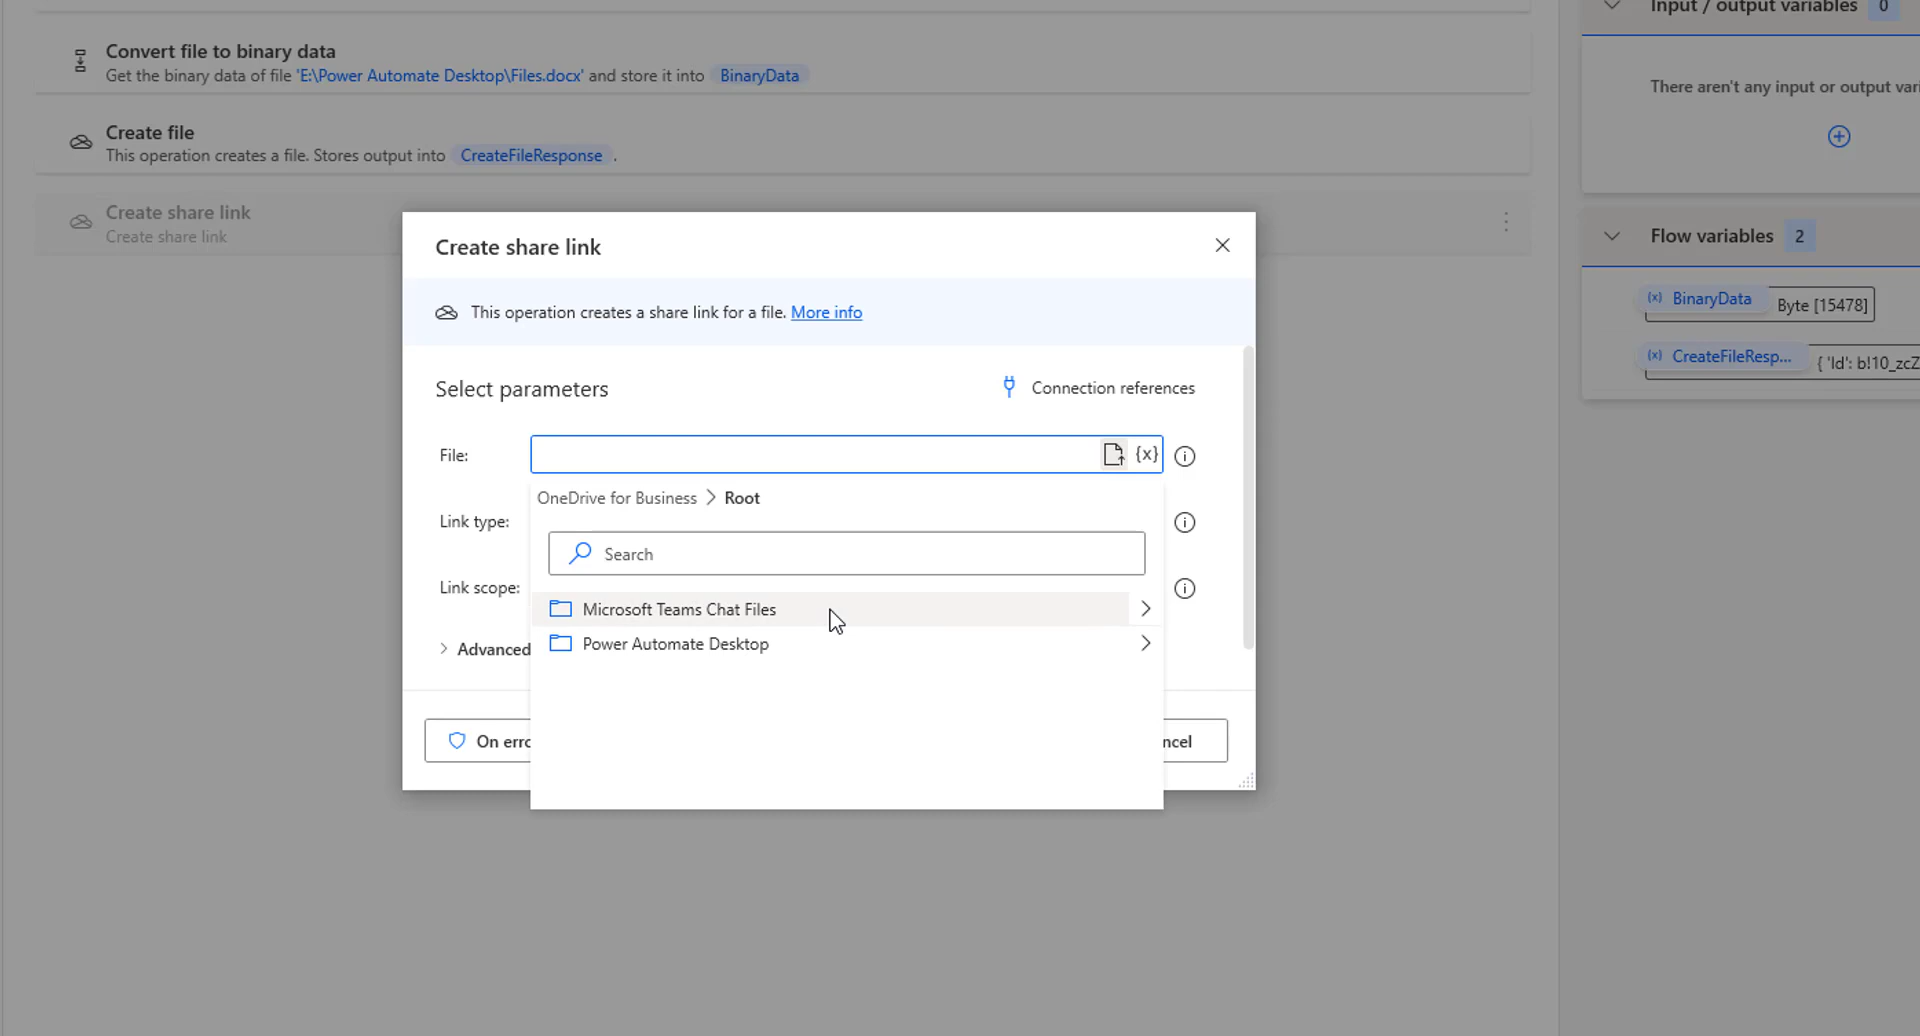 Input / output variables 0
Convert file to binary data
Get the binary data of file 'E:\Power Automate Desktop\Files.docx' and store it into BinaryData
There aren't any input or output vari
Create file
This operation creates a file. Stores output into CreateFileResponse .
Create share link
Create share link
Flow variables 2
(x) BinaryData Byte [15478]
(x) CreateFileResp... { 'Id': b!10_zcZ
Create share link
This operation creates a share link for a file. More info
Select parameters
Connection references
File:
{x}
OneDrive for Business > Root
Link type:
Search
Link scope:
Microsoft Teams Chat Files
Power Automate Desktop
Advanced
On erro
ncel